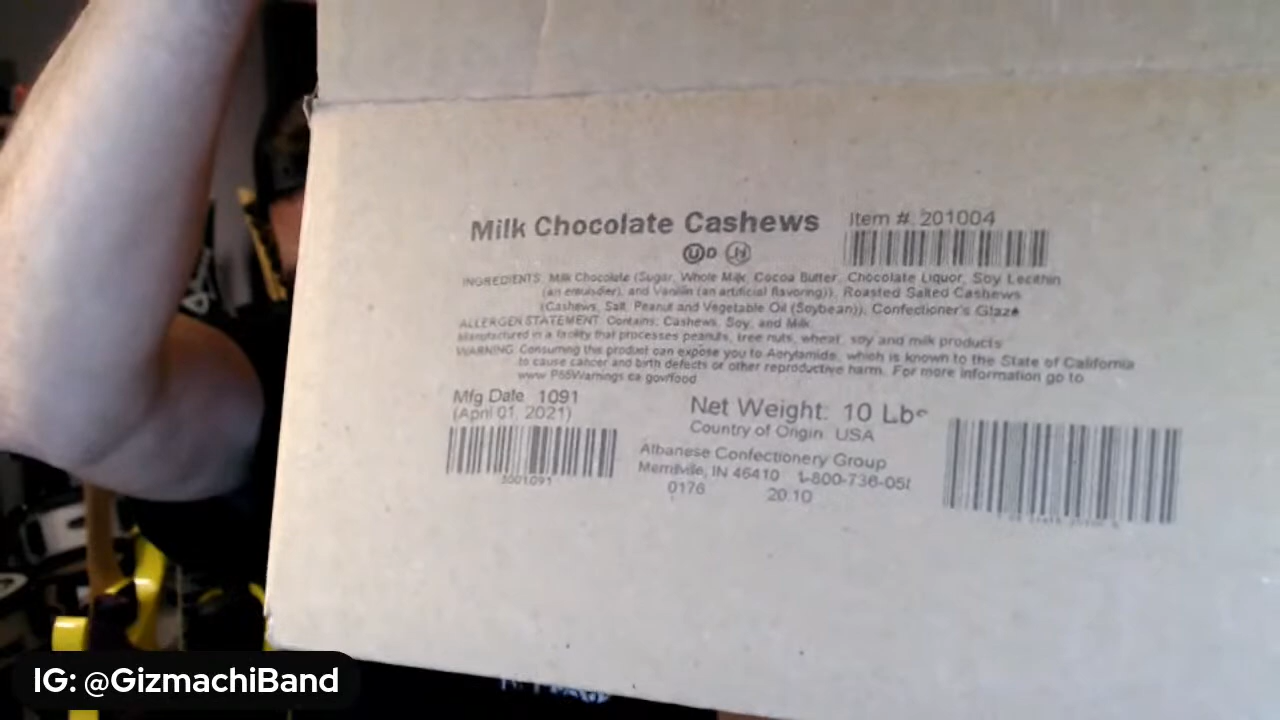 Milk Chocolate Cashews
Item #: 201004
INGREDIENTS: Milk Chocolate (Sugar, Whole Milk, Cocoa Butter, Chocolate Liquor, Soy Lecithin
(an emulsifier), and Vanillin (an artificial flavoring)), Roasted Salted Cashews
(Cashews, Salt, Peanut and Vegetable Oil (Soybean)), Confectioner's Glaze
ALLERGEN STATEMENT: Contains: Cashews, Soy, and Milk.
Manufactured in a facility that processes peanuts, tree nuts, wheat, soy and milk products
WARNING: Consuming this product can expose you to Acrylamide, which is known to the State of California
to cause cancer and birth defects or other reproductive harm. For more information go to
www.P65Warnings.ca.gov/food
Mfg Date 1091
(April 01, 2021)
Net Weight: 10 Lbs
Country of Origin: USA
Albanese Confectionery Group
Merrillville, IN 46410 1-800-736-058
0176 20:10
3001091
IG: @GizmachiBand